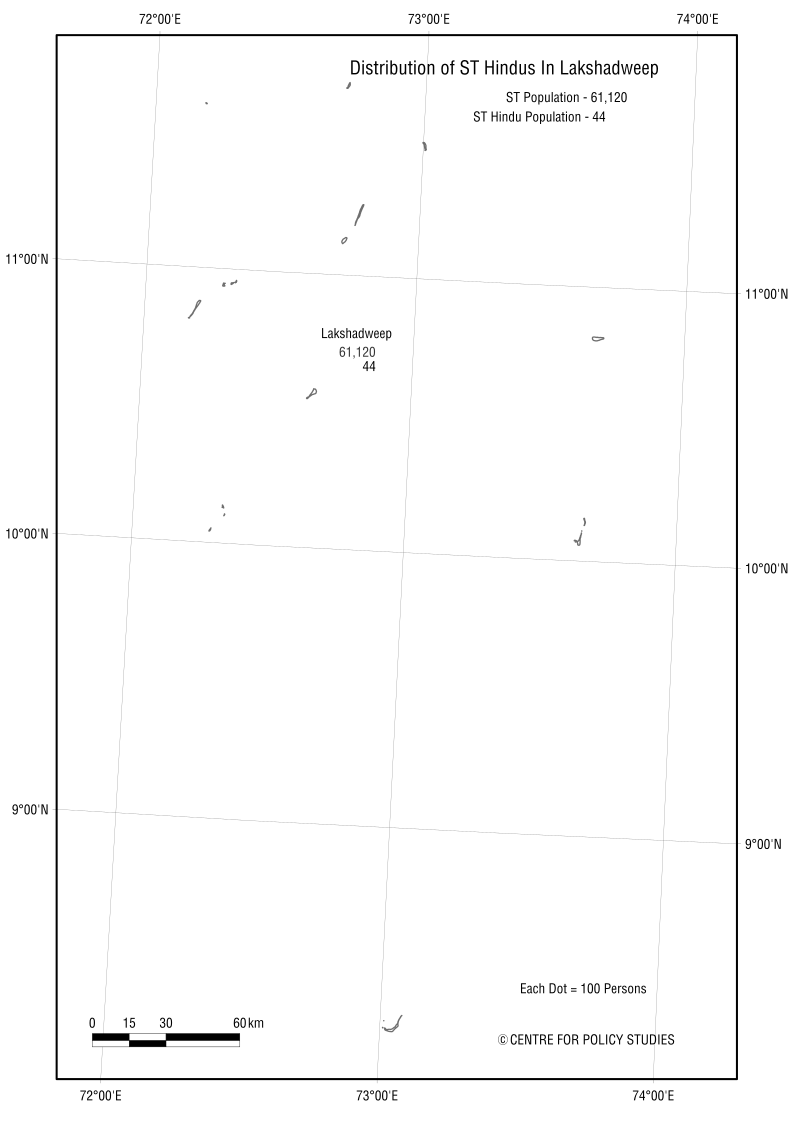 72°00'E 73°00'E 74°00'E
Distribution of ST Hindus In Lakshadweep
ST Population - 61,120
ST Hindu Population - 44
11°00'N
11°00'N
Lakshadweep
61,120
44
10°00'N
10°00'N
9°00'N
9°00'N
Each Dot = 100 Persons
0 15 30 60 km
© CENTRE FOR POLICY STUDIES
72°00'E 73°00'E 74°00'E